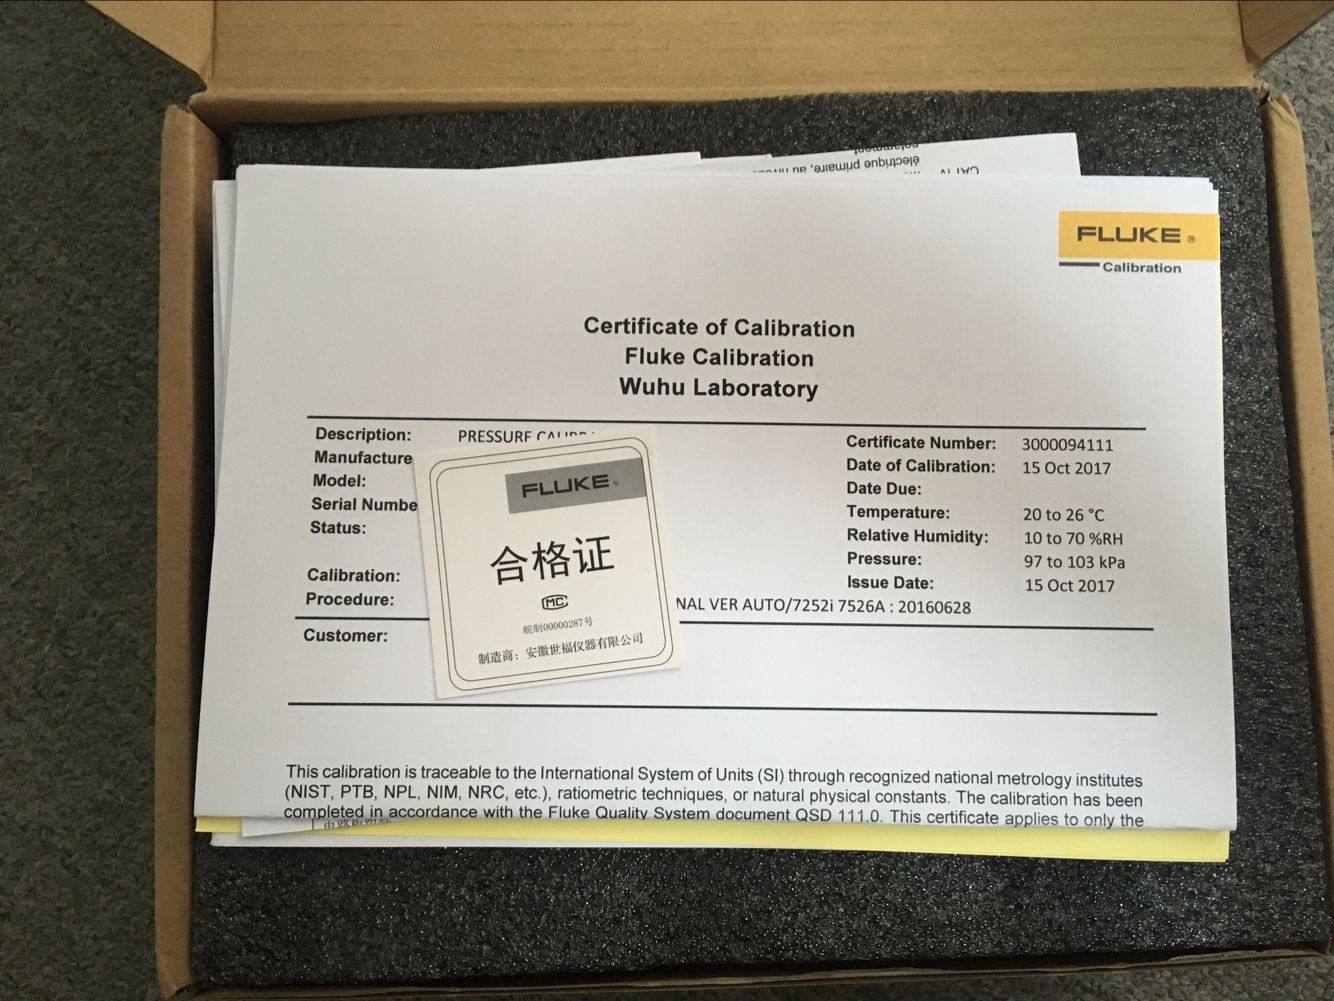 notamment
électrique primaire, au
CAT IV
FLUKE ®
Calibration
Certificate of Calibration
Fluke Calibration
Wuhu Laboratory
Description: PRESSURE
Manufacture
Model:
Serial Numbe
Status:
Calibration:
Procedure: NAL VER AUTO/7252i 7526A : 20160628
Certificate Number: 3000094111
Date of Calibration: 15 Oct 2017
Date Due:
Temperature: 20 to 26 °C
Relative Humidity: 10 to 70 %RH
Pressure: 97 to 103 kPa
Issue Date: 15 Oct 2017
Customer:
FLUKE®
合格证
MC
皖制00000287号
制造商：安徽世福仪器有限公司
This calibration is traceable to the International System of Units (SI) through recognized national metrology institutes
(NIST, PTB, NPL, NIM, NRC, etc.), ratiometric techniques, or natural physical constants. The calibration has been
completed in accordance with the Fluke Quality System document QSD 111.0. This certificate applies to only the